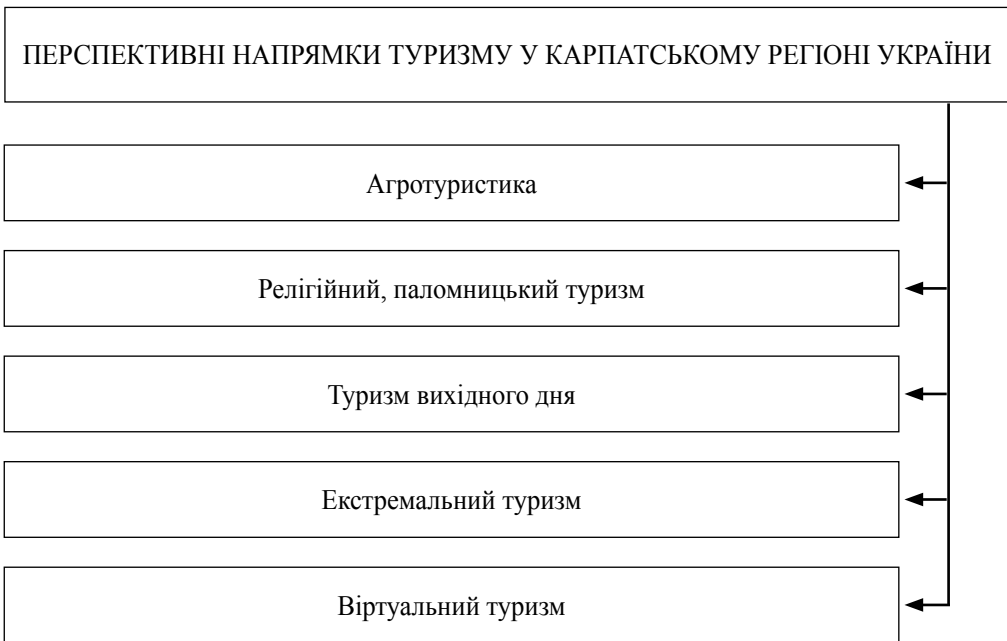 ПЕРСПЕКТИВНІ НАПРЯМКИ ТУРИЗМУ У КАРПАТСЬКОМУ РЕГІОНІ УКРАЇНИ
Агротуристика
Релігійний, паломницький туризм
Туризм вихідного дня
Екстремальний туризм
Віртуальний туризм